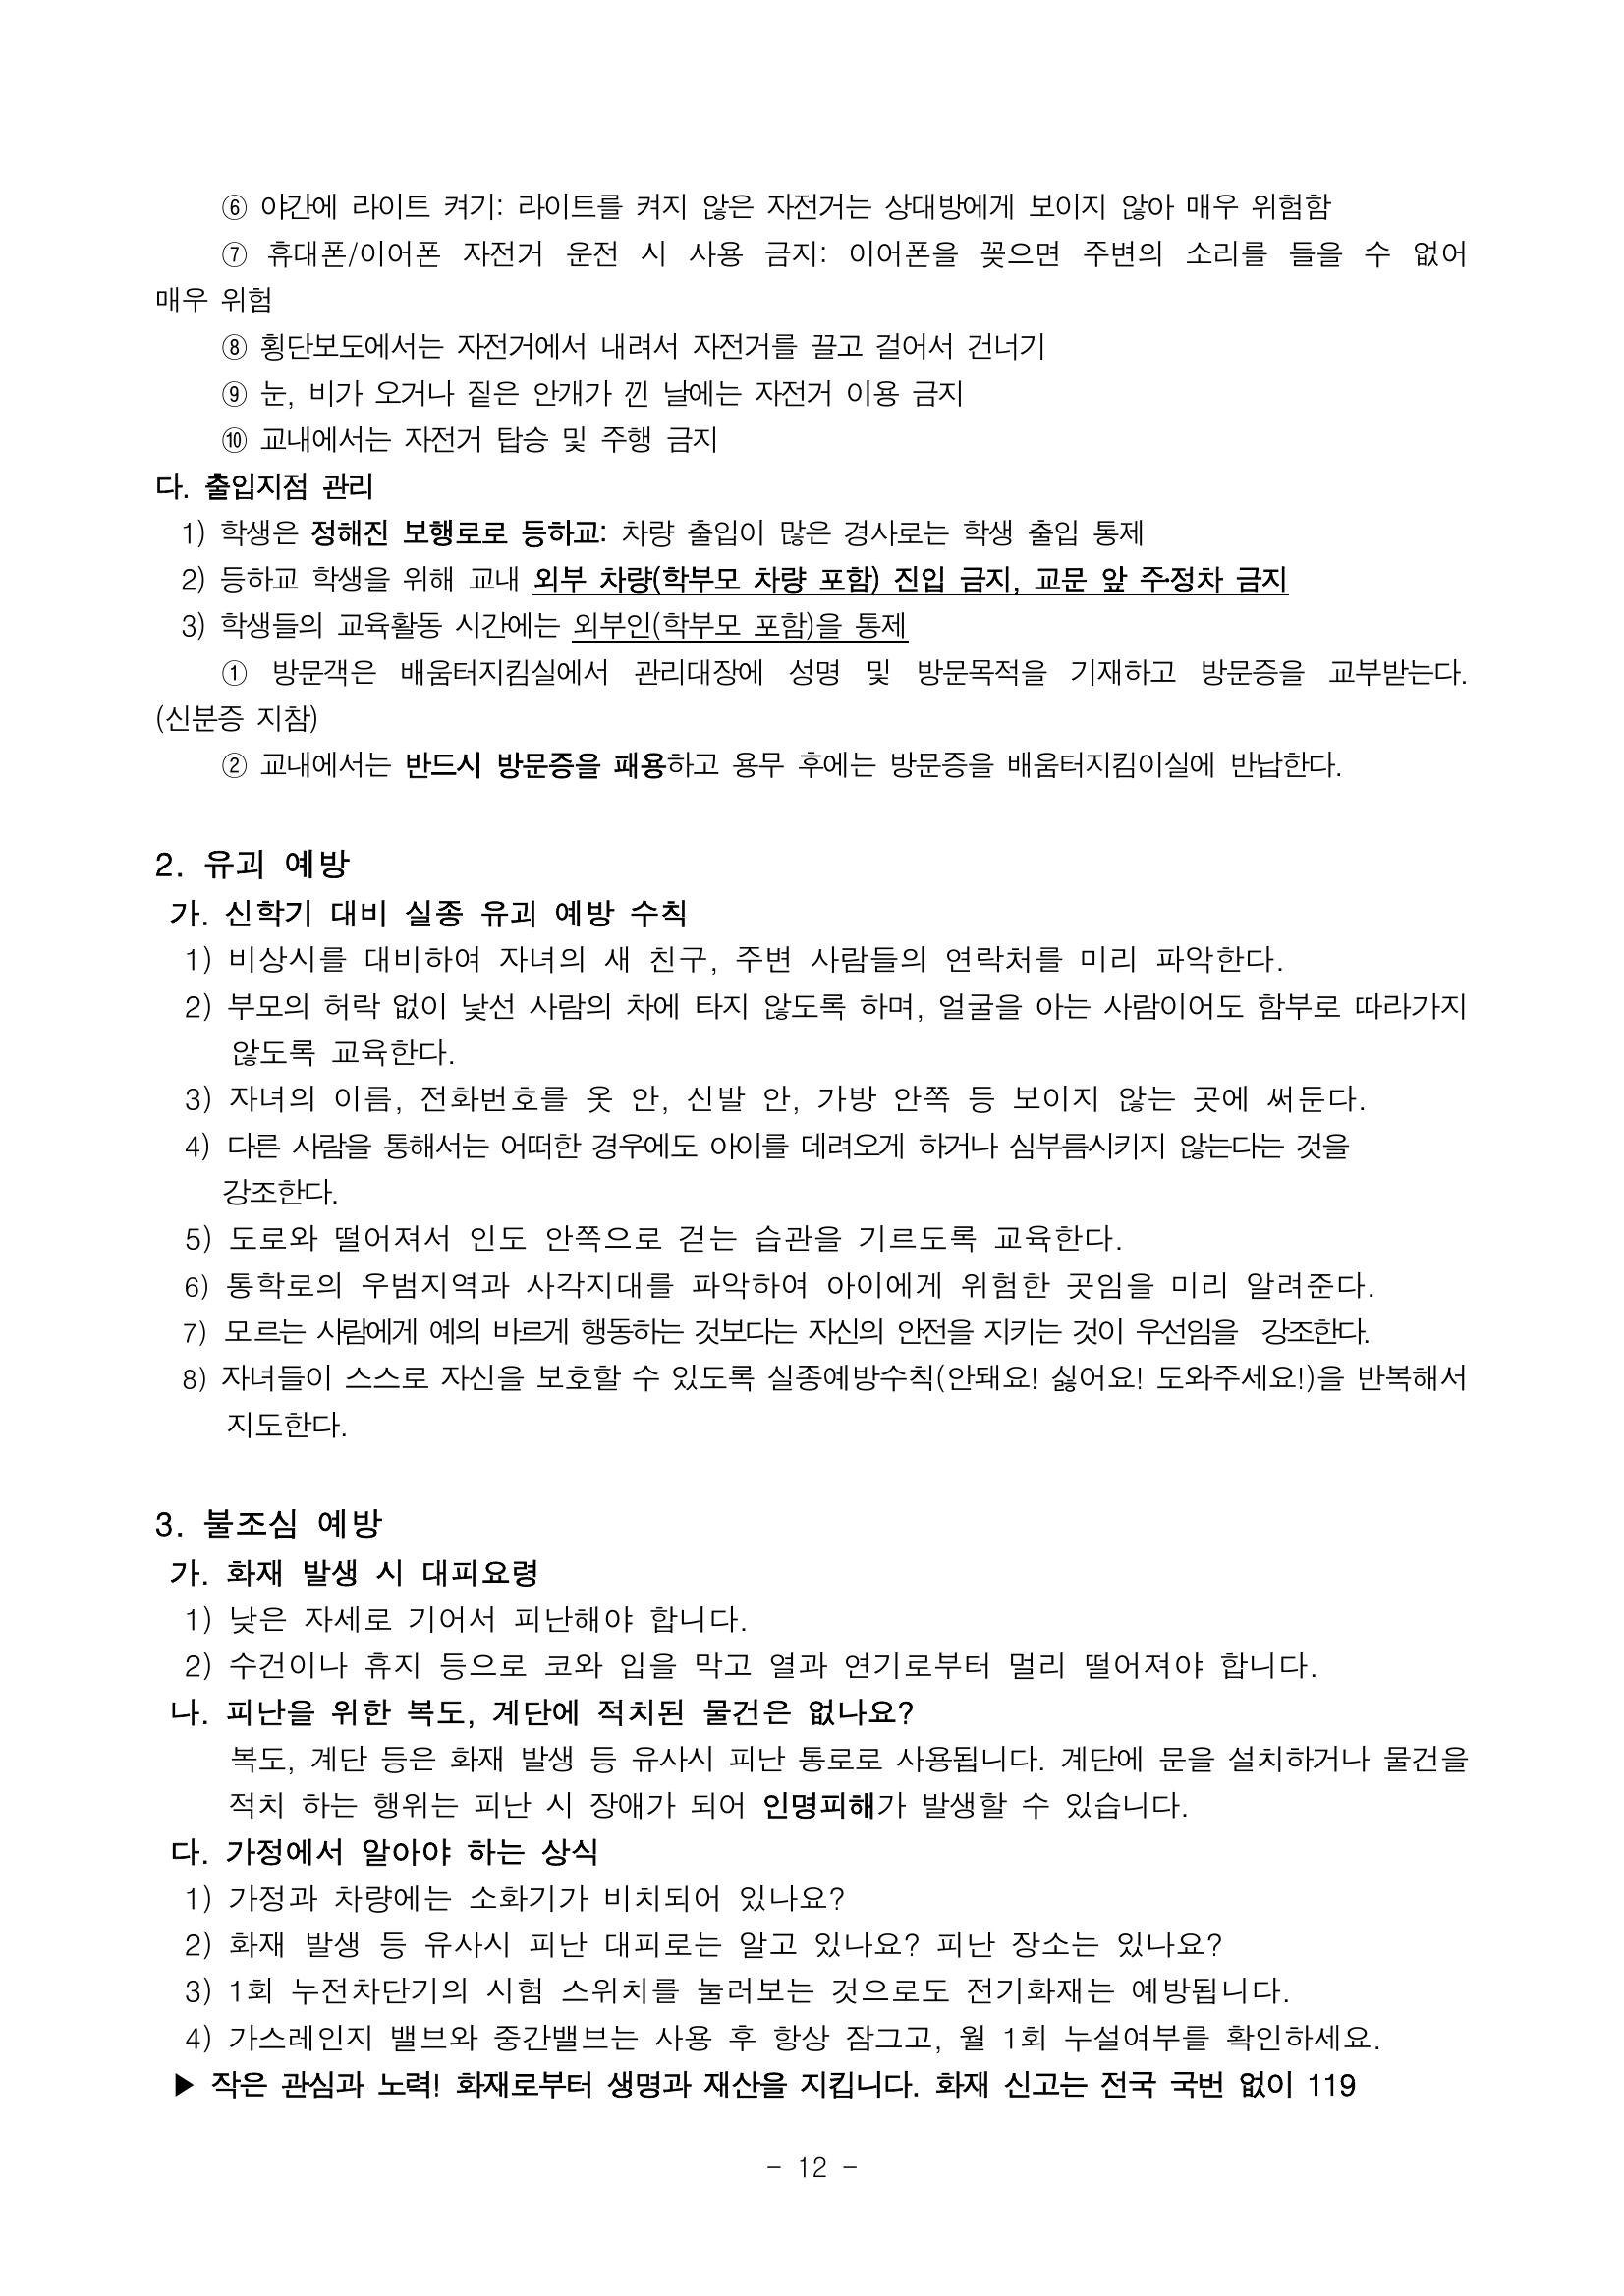 ⑥ 야간에 라이트 켜기: 라이트를 켜지 않은 자전거는 상대방에게 보이지 않아 매우 위험함
⑦ 휴대폰/이어폰 자전거 운전 시 사용 금지: 이어폰을 꽂으면 주변의 소리를 들을 수 없어
매우 위험
⑧ 횡단보도에서는 자전거에서 내려서 자전거를 끌고 걸어서 건너기
⑨ 눈, 비가 오거나 짙은 안개가 낀 날에는 자전거 이용 금지
⑩ 교내에서는 자전거 탑승 및 주행 금지
다. 출입지점 관리
1) 학생은 정해진 보행로로 등하교: 차량 출입이 많은 경사로는 학생 출입 통제
2) 등하교 학생을 위해 교내 외부 차량(학부모 차량 포함) 진입 금지, 교문 앞 주·정차 금지
3) 학생들의 교육활동 시간에는 외부인(학부모 포함)을 통제
① 방문객은 배움터지킴실에서 관리대장에 성명 및 방문목적을 기재하고 방문증을 교부받는다.
(신분증 지참)
② 교내에서는 반드시 방문증을 패용하고 용무 후에는 방문증을 배움터지킴이실에 반납한다.
2. 유괴 예방
가. 신학기 대비 실종 유괴 예방 수칙
1) 비상시를 대비하여 자녀의 새 친구, 주변 사람들의 연락처를 미리 파악한다.
2) 부모의 허락 없이 낯선 사람의 차에 타지 않도록 하며, 얼굴을 아는 사람이어도 함부로 따라가지
않도록 교육한다.
3) 자녀의 이름, 전화번호를 옷 안, 신발 안, 가방 안쪽 등 보이지 않는 곳에 써둔다.
4) 다른 사람을 통해서는 어떠한 경우에도 아이를 데려오게 하거나 심부름시키지 않는다는 것을
강조한다.
5) 도로와 떨어져서 인도 안쪽으로 걷는 습관을 기르도록 교육한다.
6) 통학로의 우범지역과 사각지대를 파악하여 아이에게 위험한 곳임을 미리 알려준다.
7) 모르는 사람에게 예의 바르게 행동하는 것보다는 자신의 안전을 지키는 것이 우선임을 강조한다.
8) 자녀들이 스스로 자신을 보호할 수 있도록 실종예방수칙(안돼요! 싫어요! 도와주세요!)을 반복해서
지도한다.
3. 불조심 예방
가. 화재 발생 시 대피요령
1) 낮은 자세로 기어서 피난해야 합니다.
2) 수건이나 휴지 등으로 코와 입을 막고 열과 연기로부터 멀리 떨어져야 합니다.
나. 피난을 위한 복도, 계단에 적치된 물건은 없나요?
복도, 계단 등은 화재 발생 등 유사시 피난 통로로 사용됩니다. 계단에 문을 설치하거나 물건을
적치 하는 행위는 피난 시 장애가 되어 인명피해가 발생할 수 있습니다.
다. 가정에서 알아야 하는 상식
1) 가정과 차량에는 소화기가 비치되어 있나요?
2) 화재 발생 등 유사시 피난 대피로는 알고 있나요? 피난 장소는 있나요?
3) 1회 누전차단기의 시험 스위치를 눌러보는 것으로도 전기화재는 예방됩니다.
4) 가스레인지 밸브와 중간밸브는 사용 후 항상 잠그고, 월 1회 누설여부를 확인하세요.
▶ 작은 관심과 노력! 화재로부터 생명과 재산을 지킵니다. 화재 신고는 전국 국번 없이 119
- 12 -